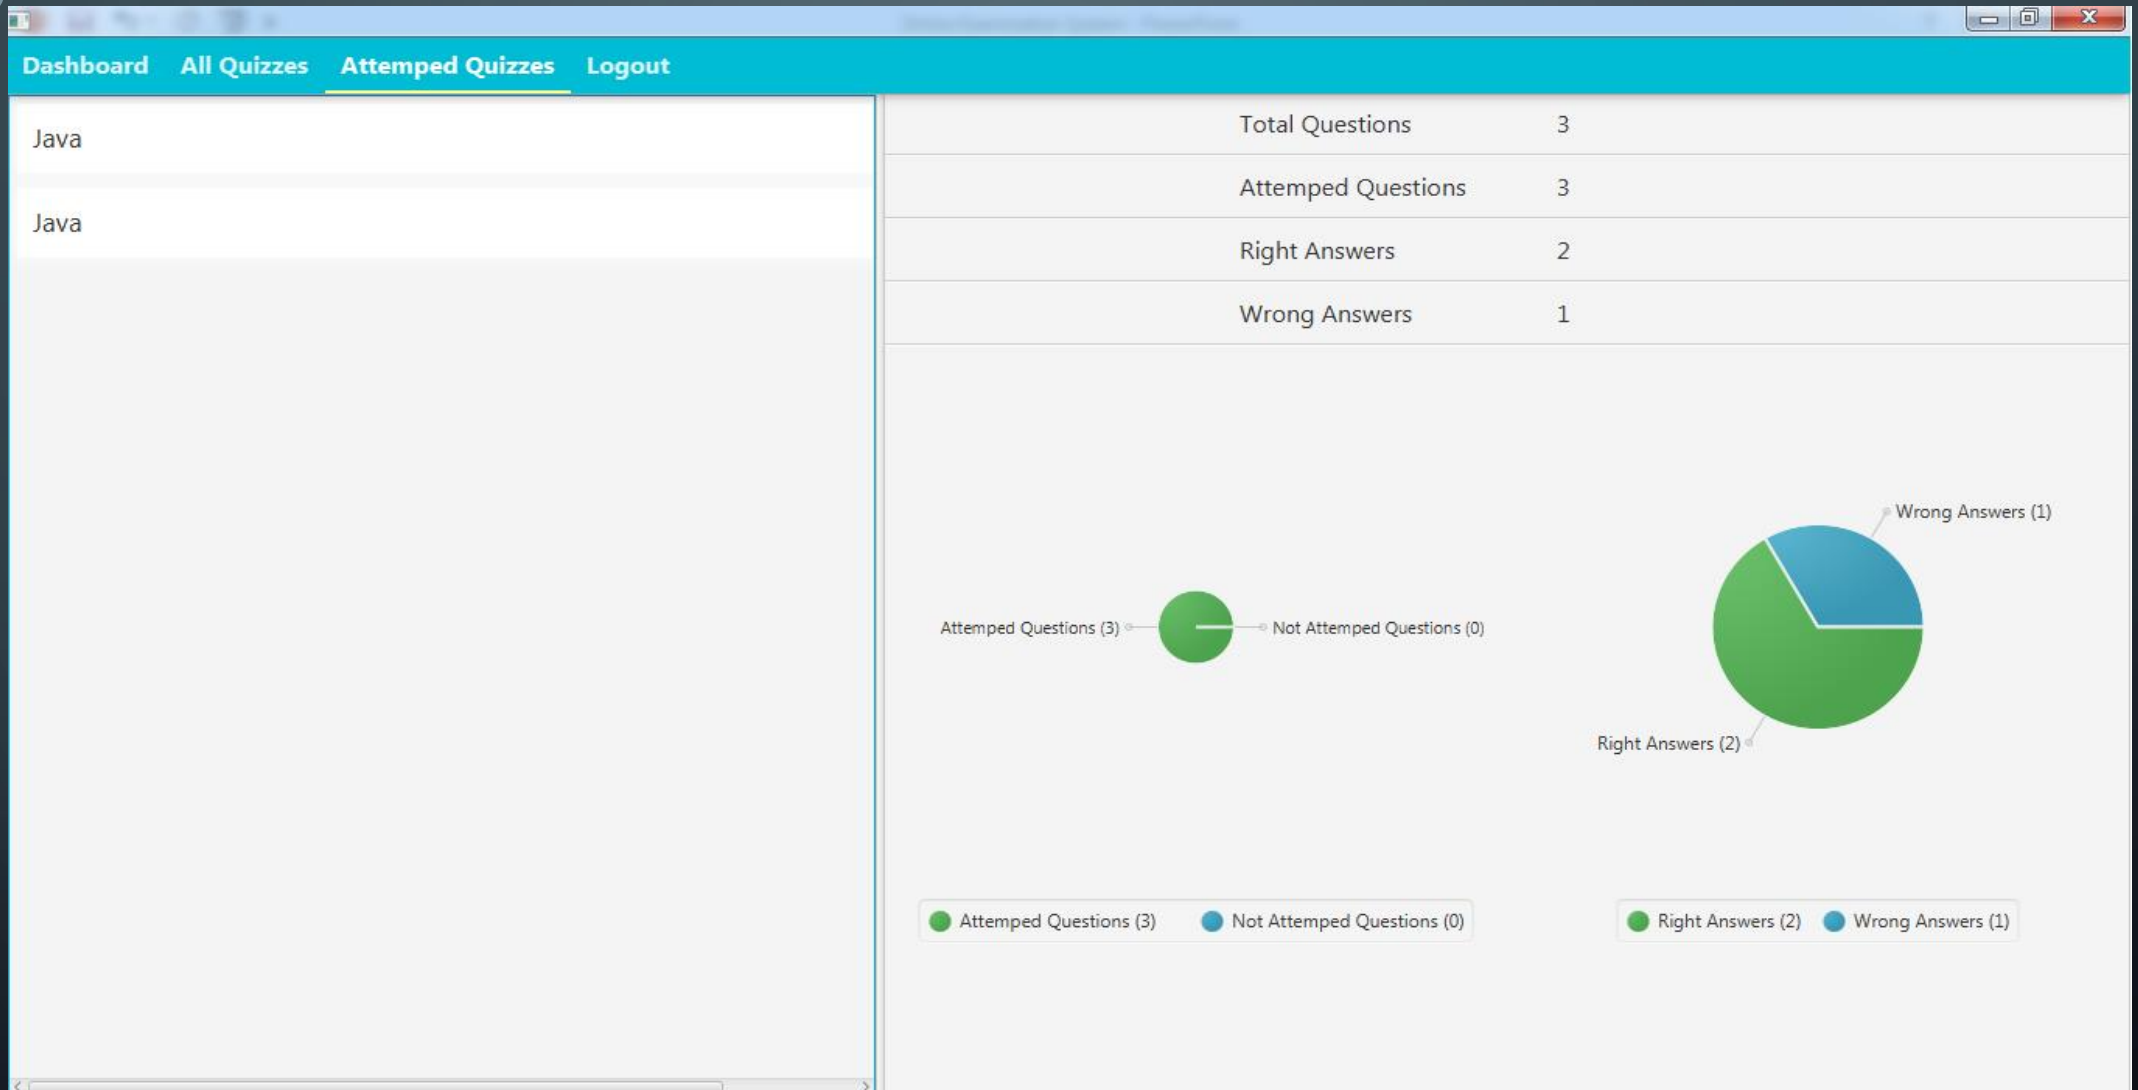 Dashboard All Quizzes Attemped Quizzes Logout
Java
Java
Total Questions 3
Attemped Questions 3
Right Answers 2
Wrong Answers 1
Wrong Answers (1)
Attemped Questions (3) Not Attemped Questions (0)
Right Answers (2)
Attemped Questions (3) Not Attemped Questions (0)
Right Answers (2) Wrong Answers (1)